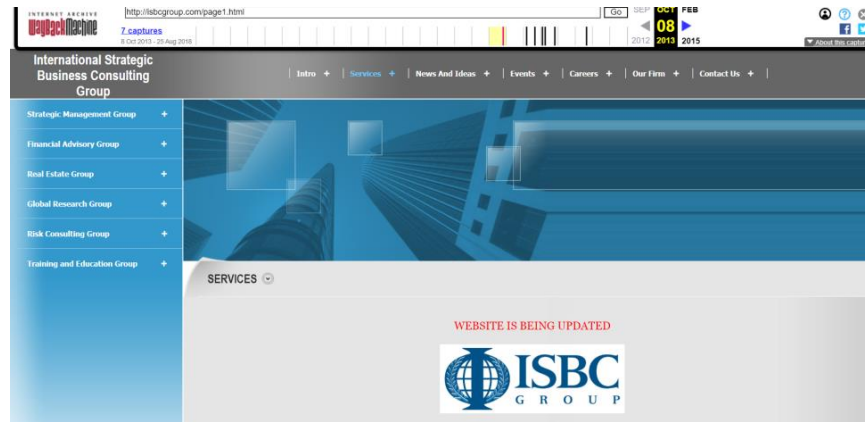 INTERNET ARCHIVE
WayBackMachine
http://isbcgroup.com/page1.html
Go
SEP OCT FEB
08
2012 2013 2015
7 captures
8 Oct 2013 - 25 Aug 2016
About this capture
International Strategic
Business Consulting
Group
Intro + | Services + | News And Ideas + | Events + | Careers + | Our Firm + | Contact Us + |
Strategic Management Group +
Financial Advisory Group +
Real Estate Group +
Global Research Group +
Risk Consulting Group +
Training and Education Group +
SERVICES
WEBSITE IS BEING UPDATED
ISBC
GROUP